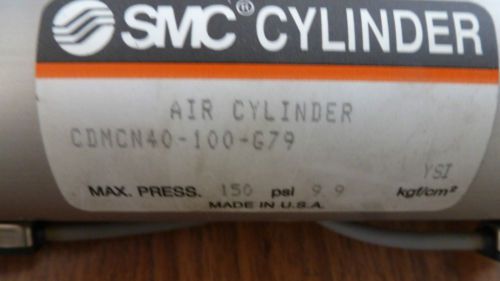 SMC® CYLINDER
AIR CYLINDER
CDMCN40-100-G79
YSI
MAX. PRESS. 150 psi 9.9 kgf/cm²
MADE IN U.S.A.